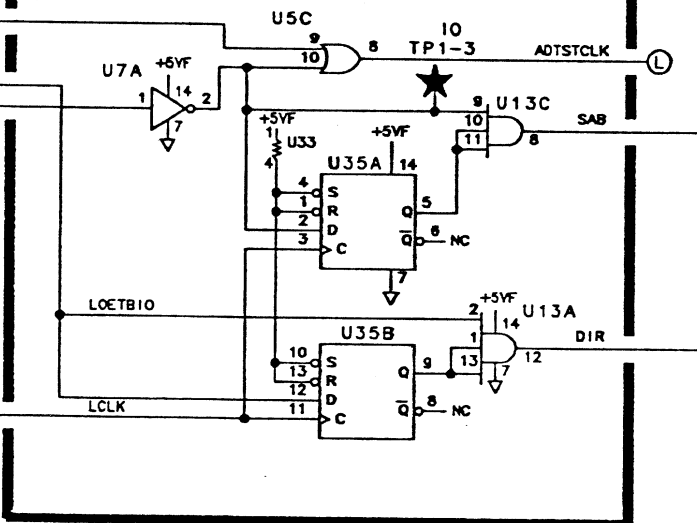 U5C
9
10
8
IO
TP1-3
ADTSTCLK
L
U7A
+5VF
14
1
2
7
+5VF
1
U33
4
+5VF
U13C
9
10
11
8
SAB
U35A
14
4
S
1
R
2
D
3
C
Q
5
Q
6
NC
7
LOETBIO
+5VF
U13A
2
14
1
13
12
7
DIR
U35B
10
S
13
R
12
D
11
C
Q
9
Q
8
NC
LCLK